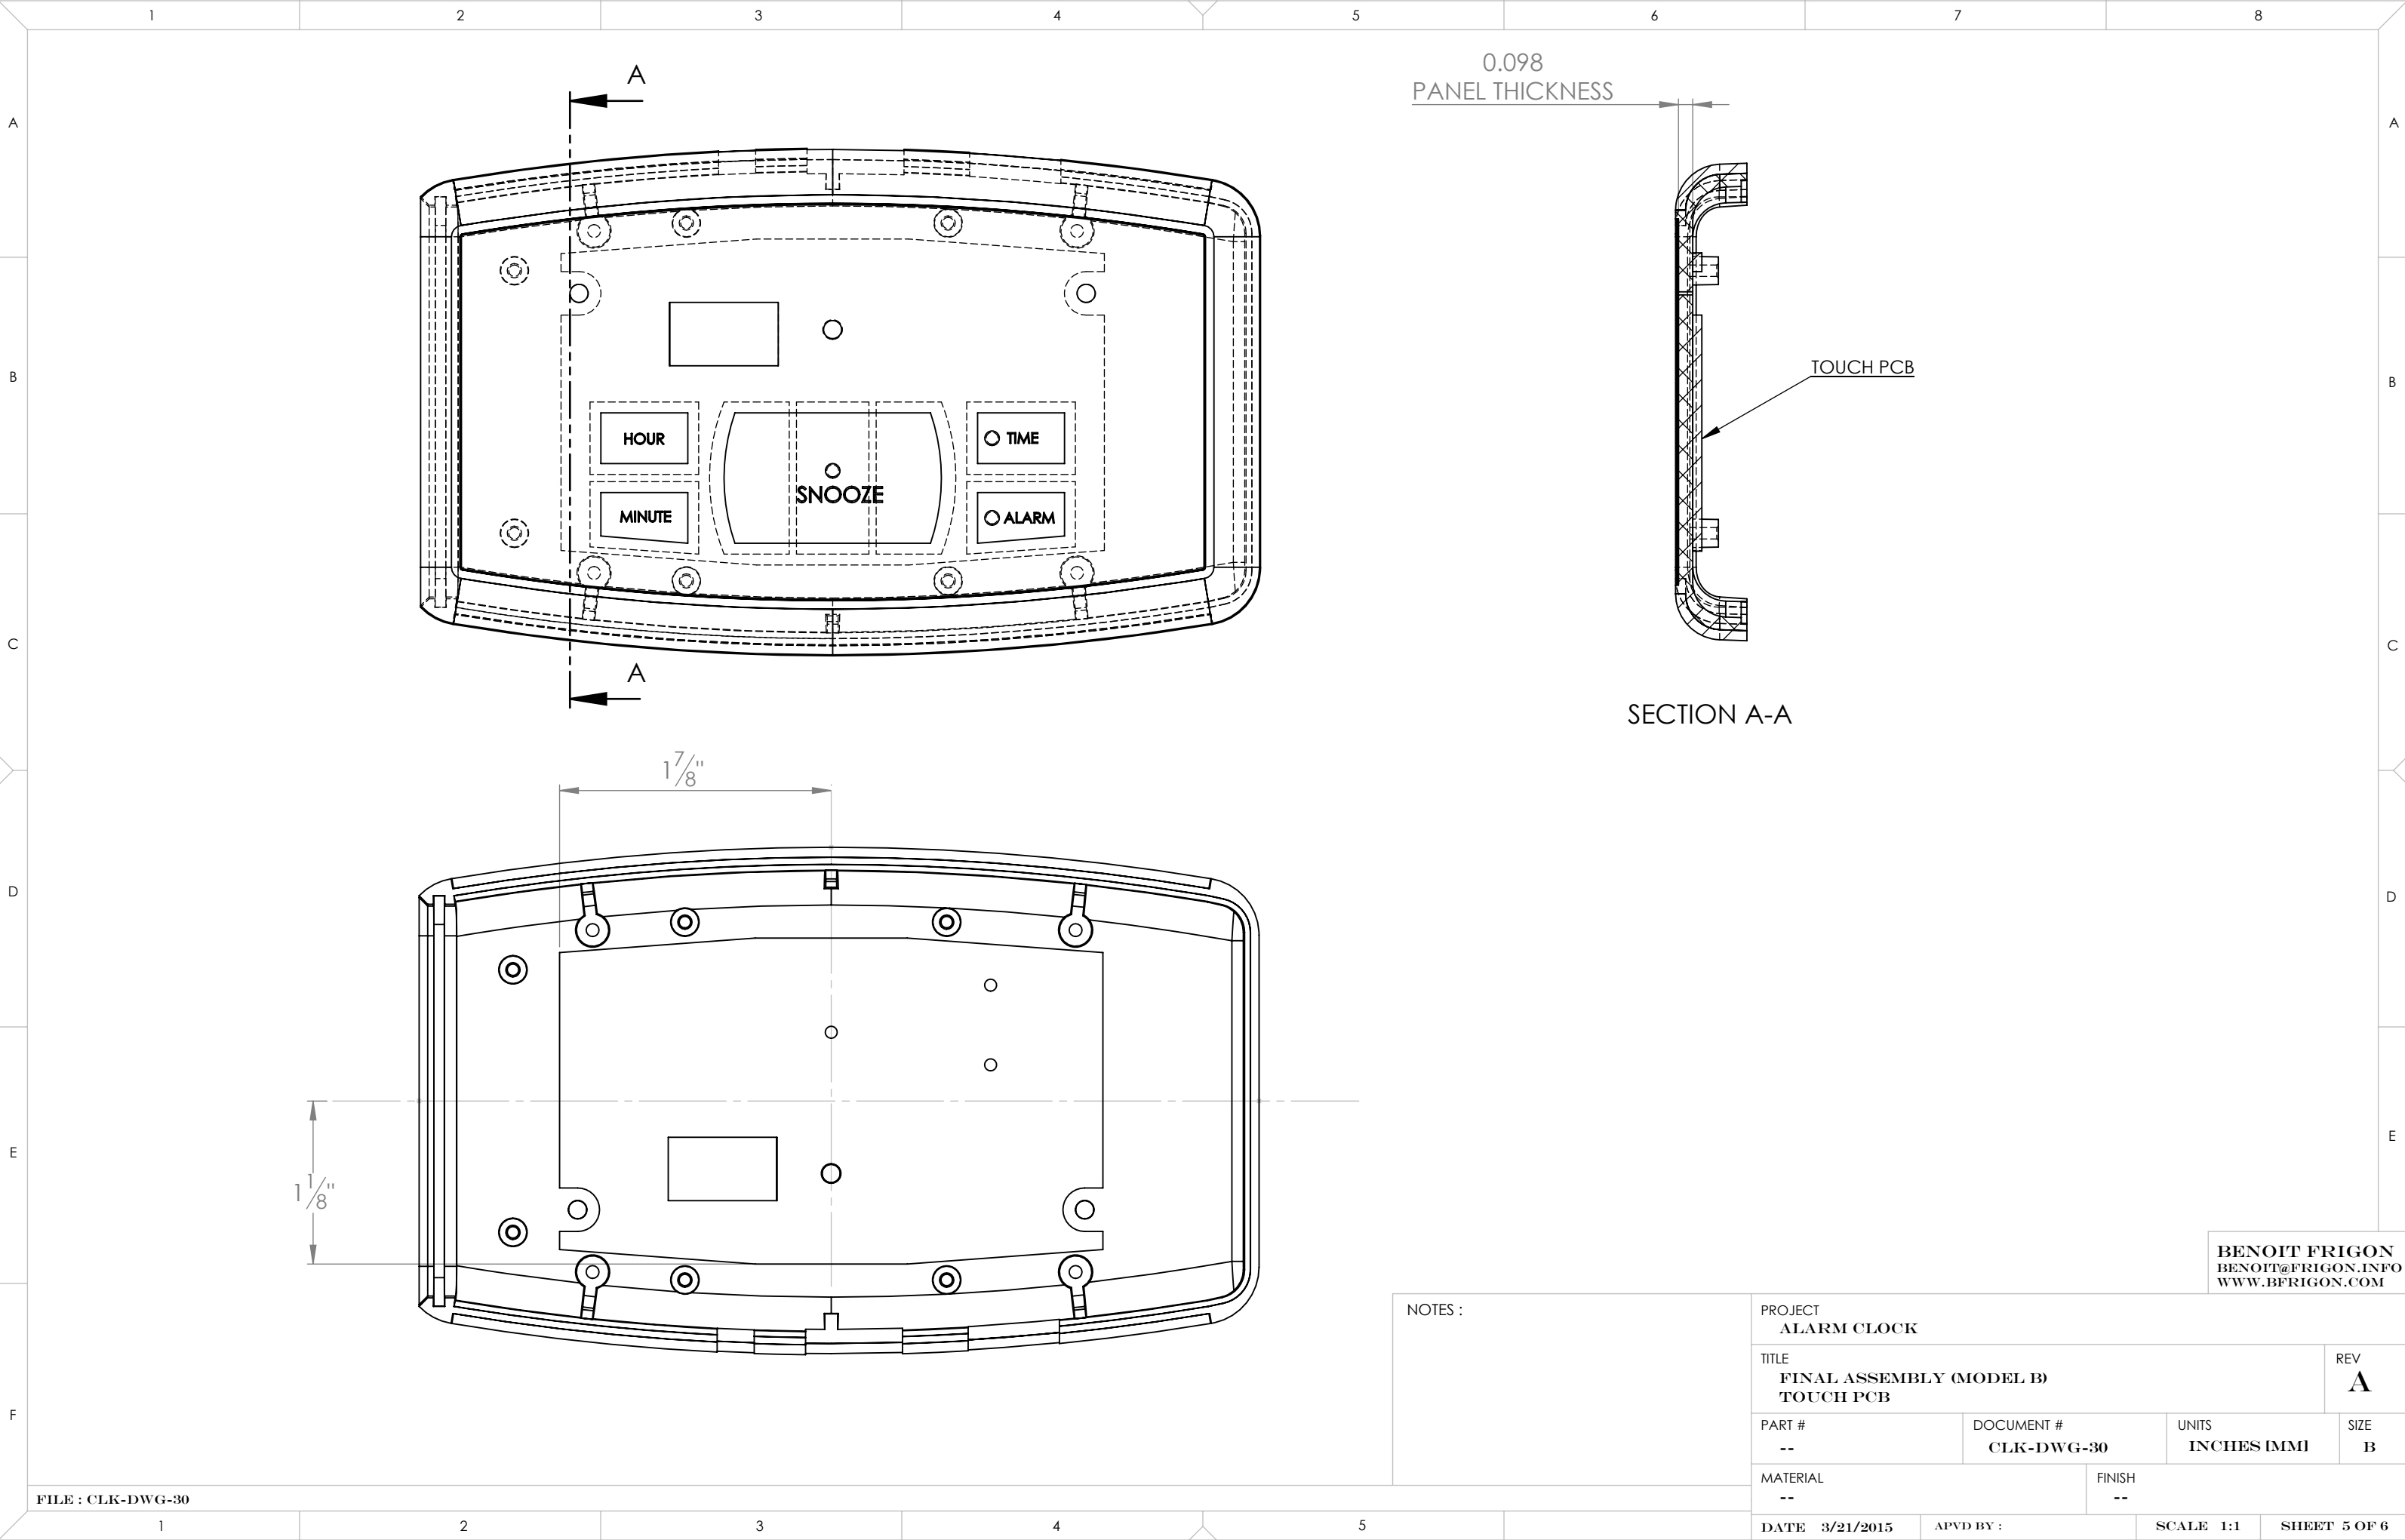 1 2 3 4 5 6 7 8
A A
B B
C C
D D
E E
F
A
A
0.098
PANEL THICKNESS
HOUR
TIME
SNOOZE
MINUTE
ALARM
TOUCH PCB
SECTION A-A
1 7/8"
1 1/8"
BENOIT FRIGON
BENOIT@FRIGON.INFO
WWW.BFRIGON.COM
NOTES :
PROJECT
ALARM CLOCK
TITLE
REV
FINAL ASSEMBLY (MODEL B)
A
TOUCH PCB
PART # DOCUMENT # UNITS SIZE
-- CLK-DWG-30 INCHES [MM] B
MATERIAL FINISH
-- --
DATE 3/21/2015 APVD BY : SCALE 1:1 SHEET 5 OF 6
FILE : CLK-DWG-30
1 2 3 4 5